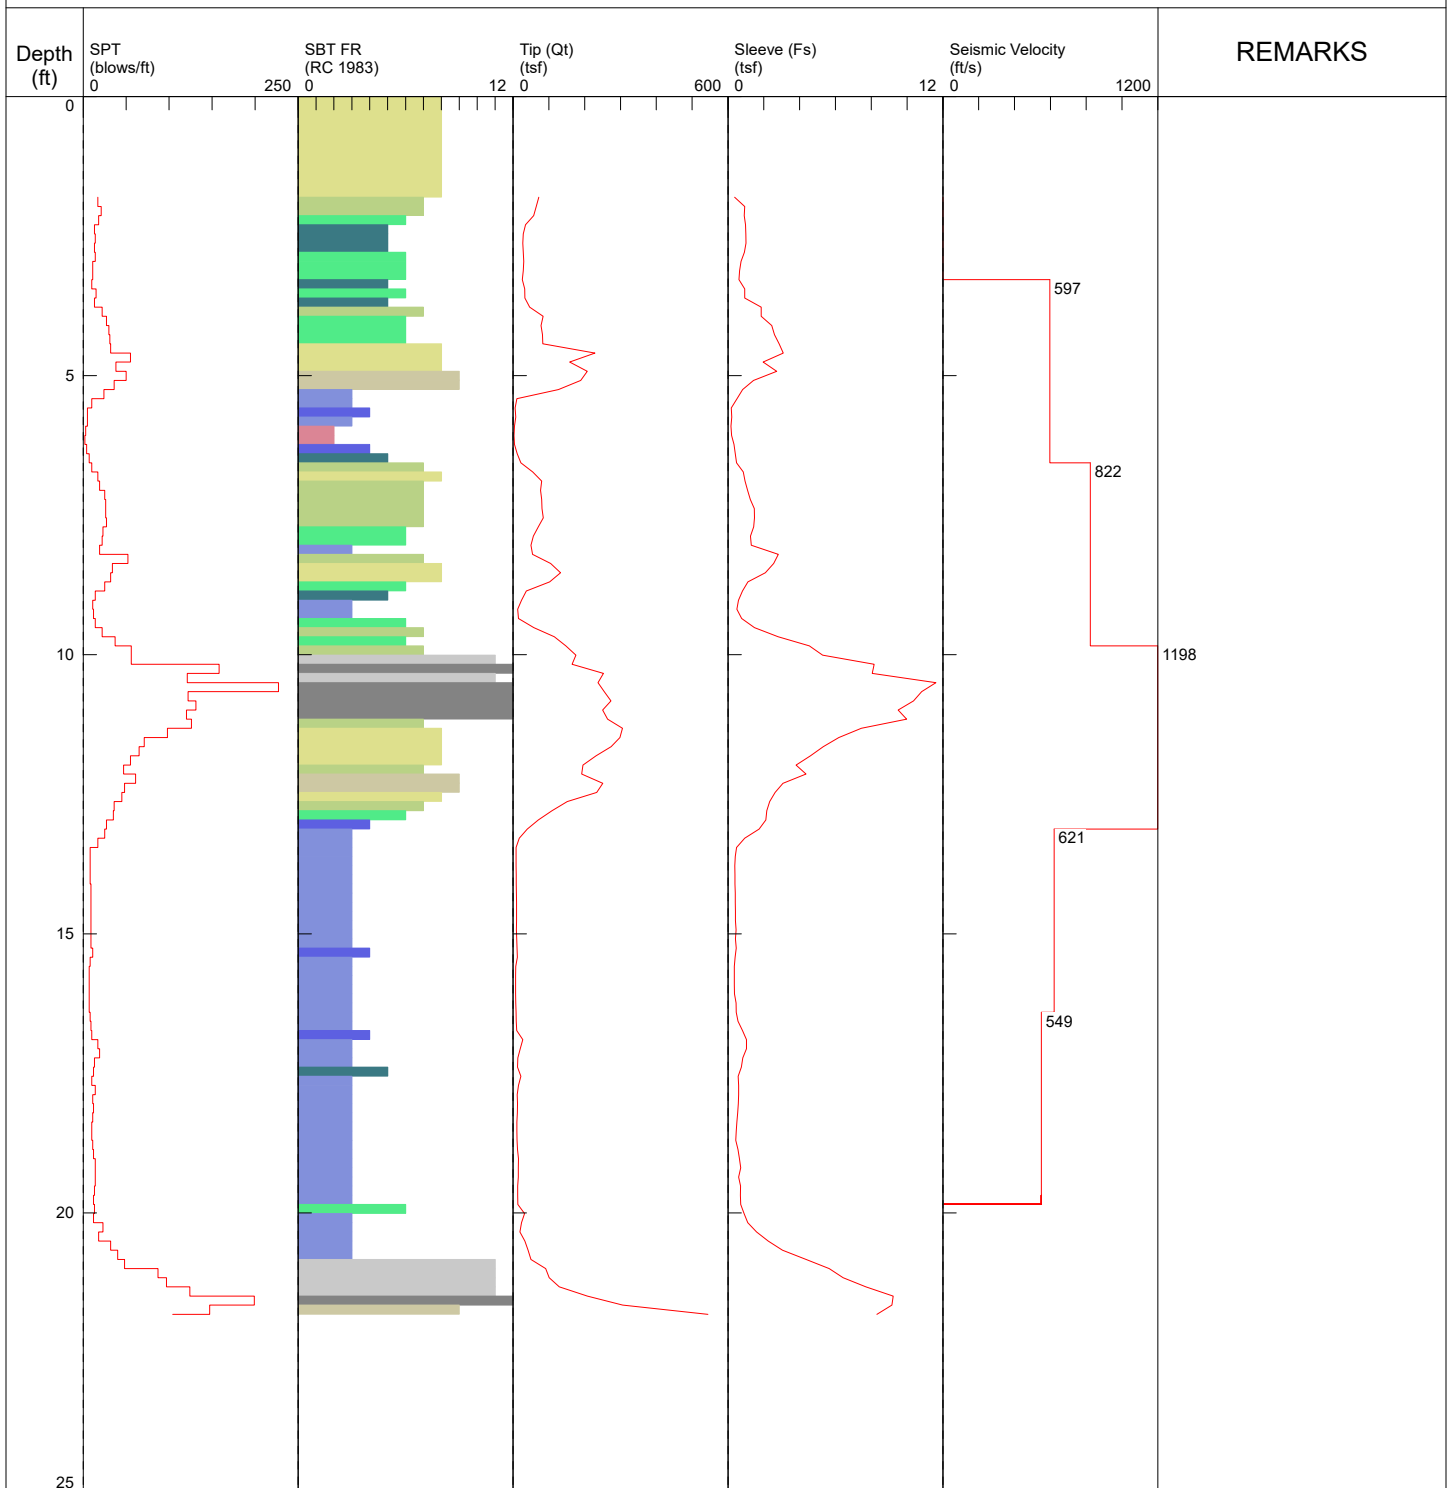 Depth
(ft)
SPT
(blows/ft)
0 250
SBT FR
(RC 1983)
0 12
Tip (Qt)
(tsf)
0 600
Sleeve (Fs)
(tsf)
0 12
Seismic Velocity
(ft/s)
0 1200
REMARKS
0
597
5
822
10
1198
621
15
549
20
25